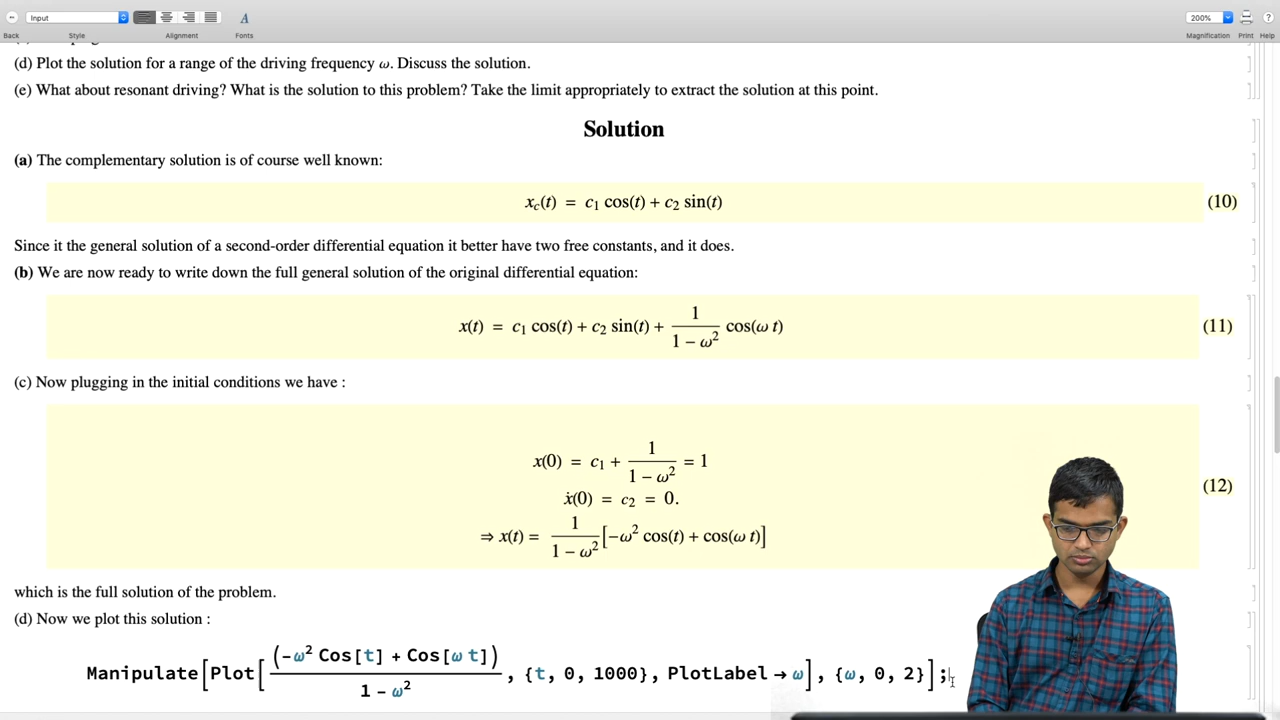 Input
200%
Back
Style
Alignment
Fonts
Magnification
Print
Help
(d) Plot the solution for a range of the driving frequency ω. Discuss the solution.
(e) What about resonant driving? What is the solution to this problem? Take the limit appropriately to extract the solution at this point.
Solution
(a) The complementary solution is of course well known:
x_c(t) = c₁ cos(t) + c₂ sin(t) (10)
Since it the general solution of a second-order differential equation it better have two free constants, and it does.
(b) We are now ready to write down the full general solution of the original differential equation:
x(t) = c₁ cos(t) + c₂ sin(t) + 1/(1 − ω²) cos(ω t) (11)
(c) Now plugging in the initial conditions we have :
x(0) = c₁ + 1/(1 − ω²) = 1
ẋ(0) = c₂ = 0. (12)
⇒ x(t) = 1/(1 − ω²) [−ω² cos(t) + cos(ω t)]
which is the full solution of the problem.
(d) Now we plot this solution :
Manipulate[Plot[(−ω² Cos[t] + Cos[ω t])/(1 − ω²), {t, 0, 1000}, PlotLabel → ω], {ω, 0, 2}];